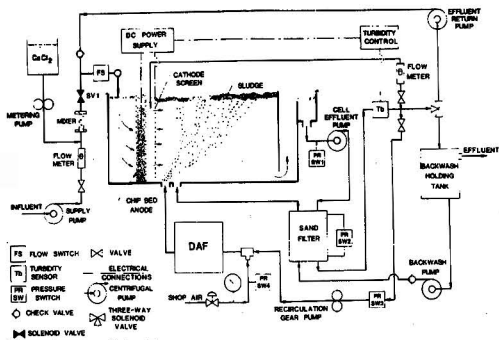 EFFLUENT
RETURN
PUMP
DC POWER
SUPPLY
TURBIDITY
CONTROL
CaCl2
FS
FLOW
METER
CATHODE
SCREEN
SLUDGE
SV1
METERING
PUMP
MIXER
CELL
EFFLUENT
PUMP
Tb
FLOW
METER
PR
SW1
EFFLUENT
BACKWASH
HOLDING
TANK
INFLUENT
SUPPLY
PUMP
CHIP BED
ANODE
DAF
SAND
FILTER
PR
SW2
FS FLOW SWITCH
VALVE
Tb TURBIDITY
SENSOR
ELECTRICAL
CONNECTIONS
PR
SW PRESSURE
SWITCH
CENTRIFUGAL
PUMP
CHECK VALVE
THREE-WAY
SOLENOID
VALVE
SOLENOID VALVE
SHOP AIR
PR
SW4
BACKWASH
PUMP
RECIRCULATION
GEAR PUMP
PR
SW3